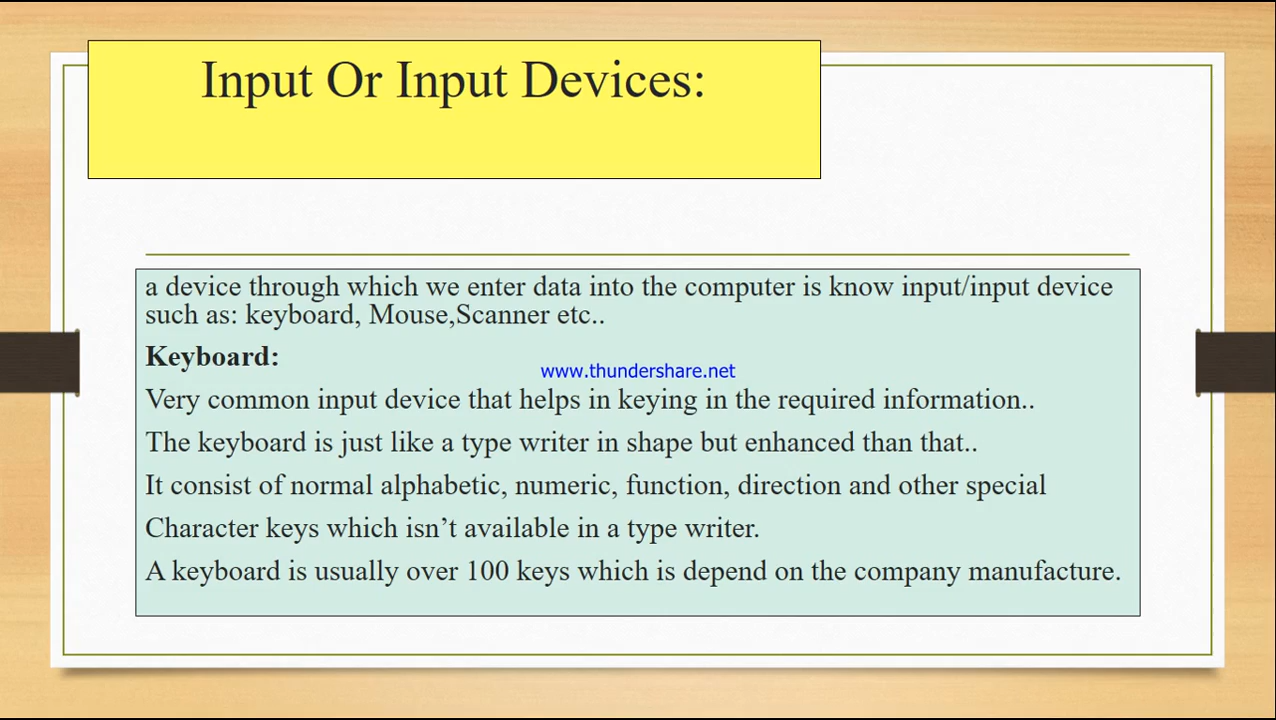 Input Or Input Devices:
a device through which we enter data into the computer is know input/input device
such as: keyboard, Mouse,Scanner etc..
Keyboard:
www.thundershare.net
Very common input device that helps in keying in the required information..
The keyboard is just like a type writer in shape but enhanced than that..
It consist of normal alphabetic, numeric, function, direction and other special
Character keys which isn’t available in a type writer.
A keyboard is usually over 100 keys which is depend on the company manufacture.